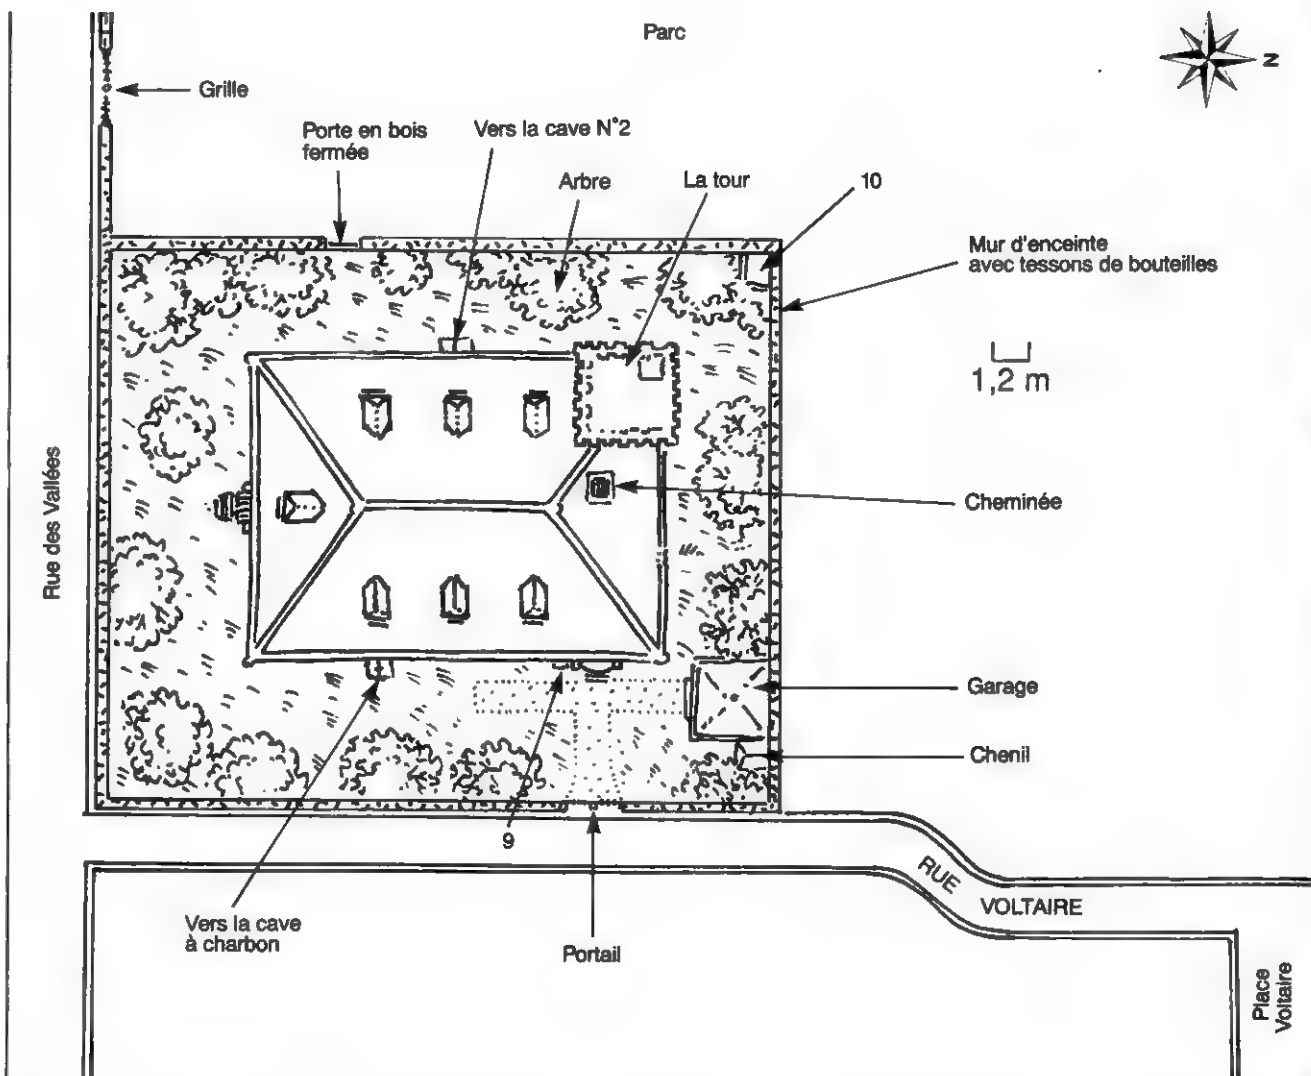 Parc
N
Grille
Porte en bois
fermée
Vers la cave N°2
Arbre
La tour
10
Mur d'enceinte
avec tessons de bouteilles
1,2 m
Rue des Vallées
Cheminée
Garage
Chenil
9
RUE
VOLTAIRE
Vers la cave
à charbon
Portail
Place
Voltaire